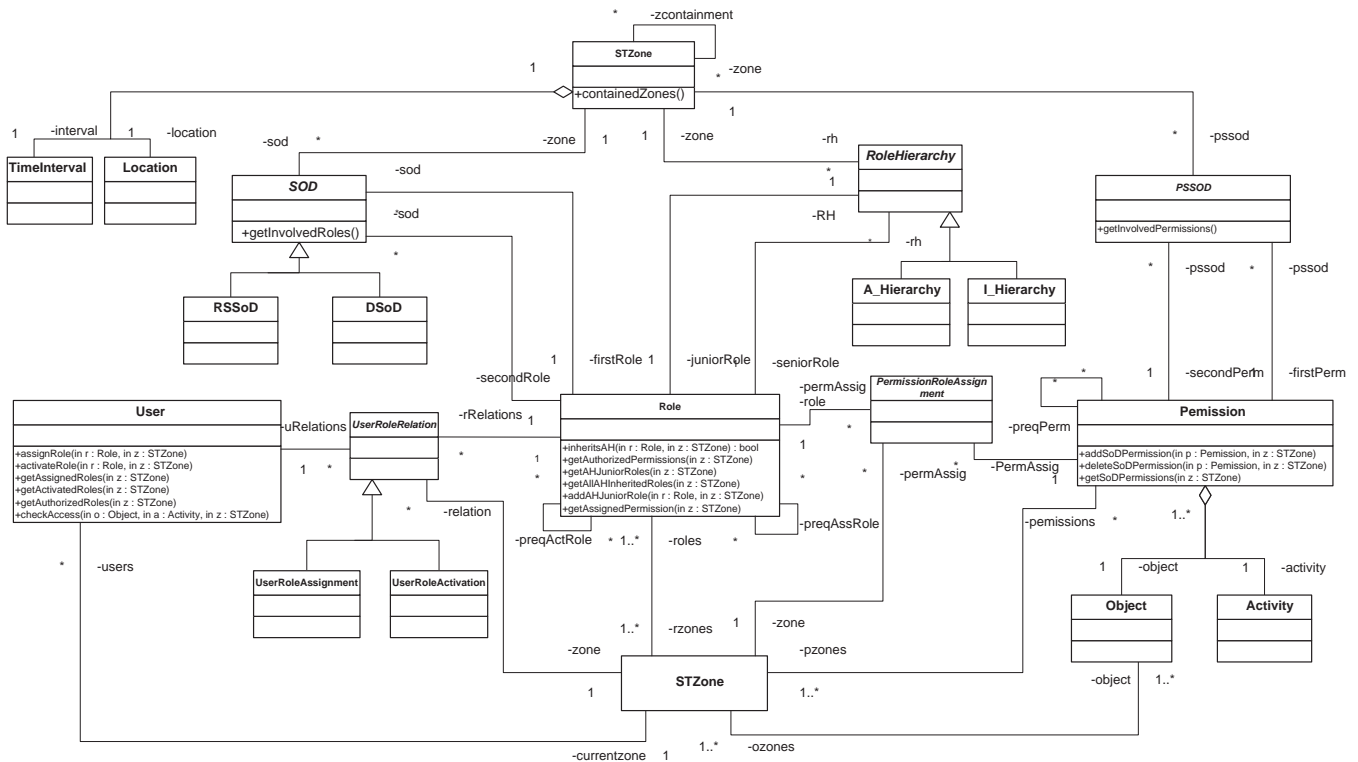 * -zcontainment
STZone
1
* -zone
+containedZones()
1
1 -interval 1 -location
-sod * -zone 1 1 -zone
-rh
* -pssod
TimeInterval
Location
-sod
SOD
RoleHierarchy
*
1
PSSOD
-sod
+getInvolvedRoles()
*
-RH
* -rh
+getInvolvedPermissions()
* -pssod * -pssod
RSSoD
DSoD
A_Hierarchy
I_Hierarchy
1 -firstRole 1 -juniorRole 1 -seniorRole
-secondRole
-permAssig
-role
PermissionRoleAssignment
* *
1 -secondPerm 1 -firstPerm
User
-uRelations
UserRoleRelation
-rRelations 1
Role
*
-preqPerm
Pemission
+assignRole(in r : Role, in z : STZone)
+activateRole(in r : Role, in z : STZone)
+getAssignedRoles(in z : STZone)
+getActivatedRoles(in z : STZone)
+getAuthorizedRoles(in z : STZone)
+checkAccess(in o : Object, in a : Activity, in z : STZone)
1 * *
1
*
+inheritsAH(in r : Role, in z : STZone) : bool
+getAuthorizedPermissions(in z : STZone)
+getAHJuniorRoles(in z : STZone)
+getAllAHInheritedRoles(in z : STZone)
+addAHJuniorRole(in r : Role, in z : STZone)
+getAssignedPermission(in z : STZone)
1
*
* -permAssig
* -PermAssig
1
+addSoDPermission(in p : Pemission, in z : STZone)
+deleteSoDPermission(in p : Pemission, in z : STZone)
+getSoDPermissions(in z : STZone)
*
-relation
-preqActRole * 1..* -roles * -preqAssRole
-pemissions *
1..*
* -users
UserRoleAssignment
UserRoleActivation
1 -object 1 -activity
Object
Activity
1..* -rzones 1 -zone
-zone
1
STZone
-pzones
1..*
-object 1..*
-currentzone 1 1..* -ozones